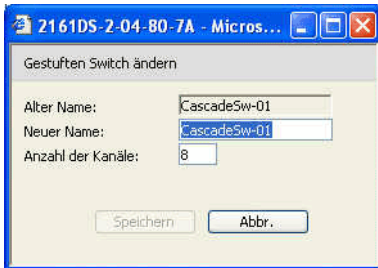 2161DS-2-04-80-7A - Micros...
Gestuften Switch ändern
Alter Name: CascadeSw-01
Neuer Name: CascadeSw-01
Anzahl der Kanäle: 8
Speichern Abbr.